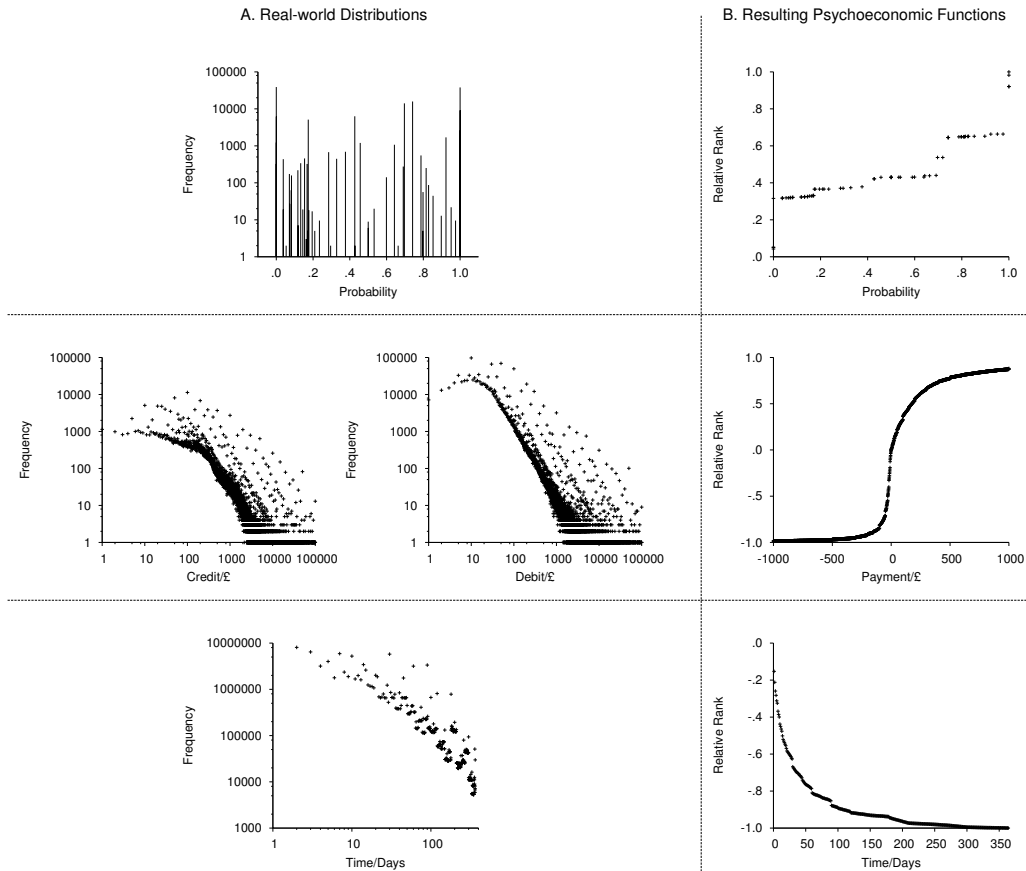 A. Real-world Distributions
B. Resulting Psychoeconomic Functions
100000
10000
1000
100
10
1
Frequency
.0 .2 .4 .6 .8 1.0
Probability
1.0
.8
.6
.4
.2
.0
Relative Rank
.0 .2 .4 .6 .8 1.0
Probability
100000
10000
1000
100
10
1
Frequency
1 10 100 1000 10000 100000
Credit/£
100000
10000
1000
100
10
1
Frequency
1 10 100 1000 10000 100000
Debit/£
1.0
.5
.0
-.5
-1.0
Relative Rank
-1000 -500 0 500 1000
Payment/£
10000000
1000000
100000
10000
1000
Frequency
1 10 100
Time/Days
.0
-.2
-.4
-.6
-.8
-1.0
Relative Rank
0 50 100 150 200 250 300 350
Time/Days